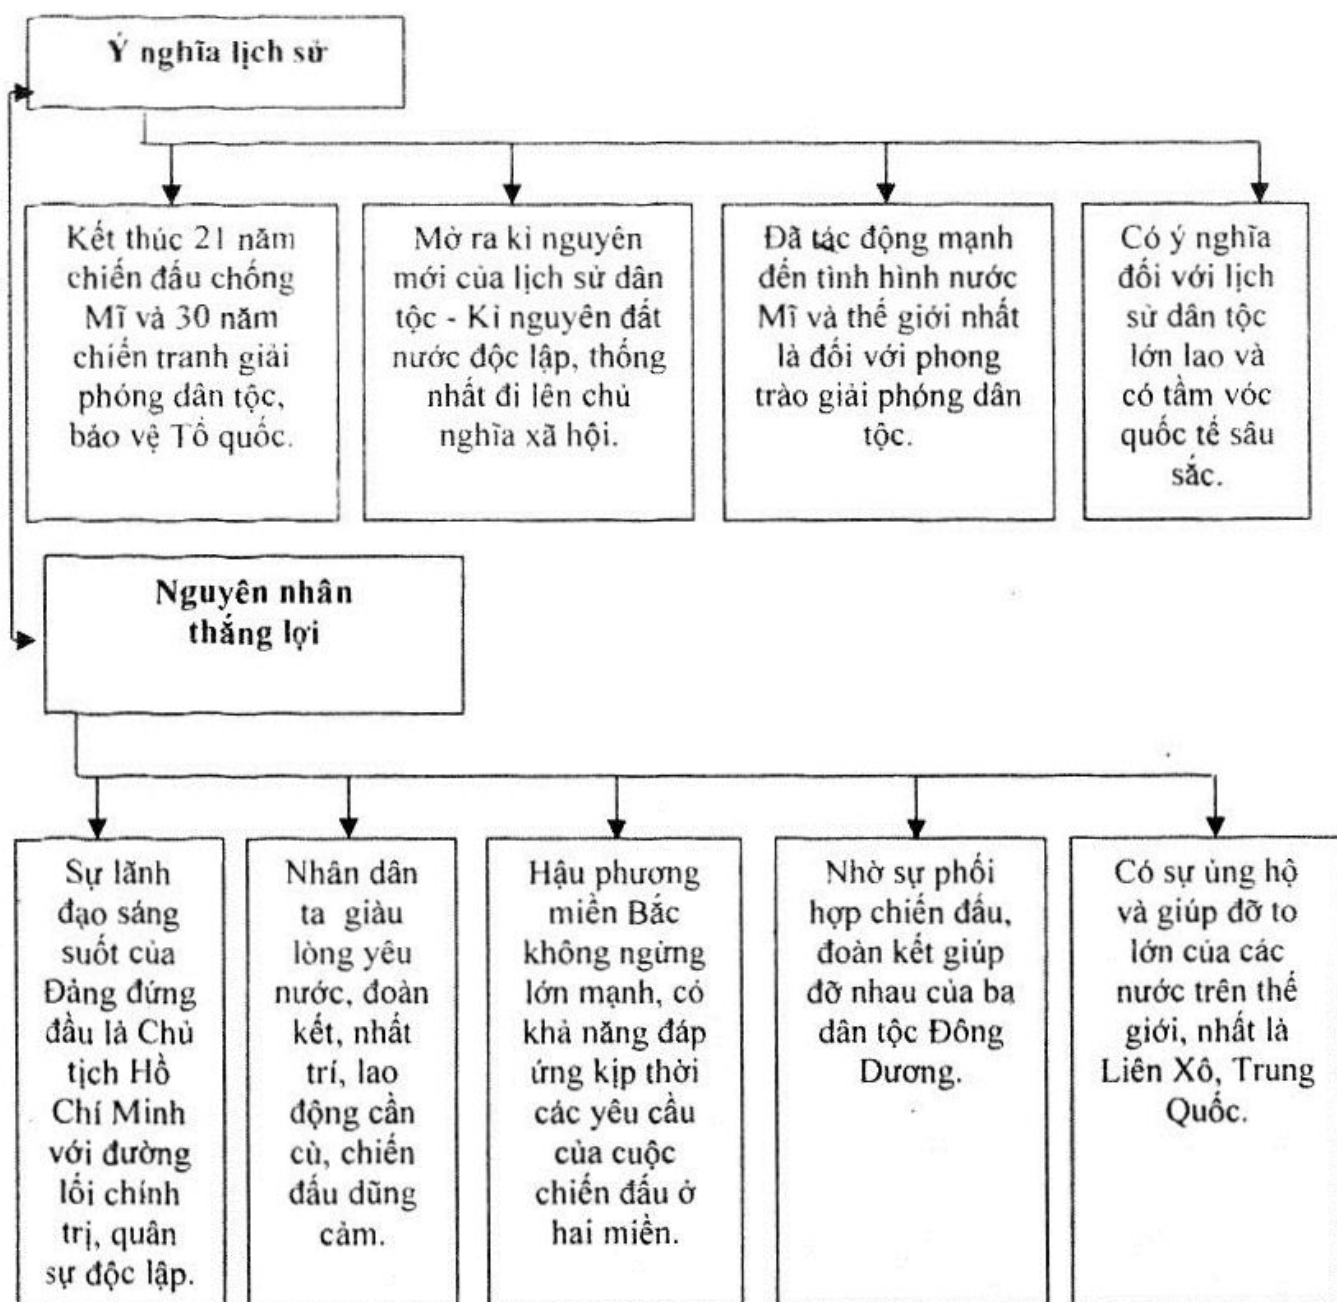 Ý nghĩa lịch sử
Kết thúc 21 năm
chiến đấu chống
Mĩ và 30 năm
chiến tranh giải
phóng dân tộc,
bảo vệ Tổ quốc.
Mở ra kỉ nguyên
mới của lịch sử dân
tộc - Kỉ nguyên đất
nước độc lập, thống
nhất đi lên chủ
nghĩa xã hội.
Đã tác động mạnh
đến tình hình nước
Mĩ và thế giới nhất
là đối với phong
trào giải phóng dân
tộc.
Có ý nghĩa
đối với lịch
sử dân tộc
lớn lao và
có tầm vóc
quốc tế sâu
sắc.
Nguyên nhân
thắng lợi
Sự lãnh
đạo sáng
suốt của
Đảng đứng
đầu là Chủ
tịch Hồ
Chí Minh
với đường
lối chính
trị, quân
sự độc lập.
Nhân dân
ta giàu
lòng yêu
nước, đoàn
kết, nhất
trí, lao
động cần
cù, chiến
đấu dũng
cảm.
Hậu phương
miền Bắc
không ngừng
lớn mạnh, có
khả năng đáp
ứng kịp thời
các yêu cầu
của cuộc
chiến đấu ở
hai miền.
Nhờ sự phối
hợp chiến đấu,
đoàn kết giúp
đỡ nhau của ba
dân tộc Đông
Dương.
Có sự ủng hộ
và giúp đỡ to
lớn của các
nước trên thế
giới, nhất là
Liên Xô, Trung
Quốc.